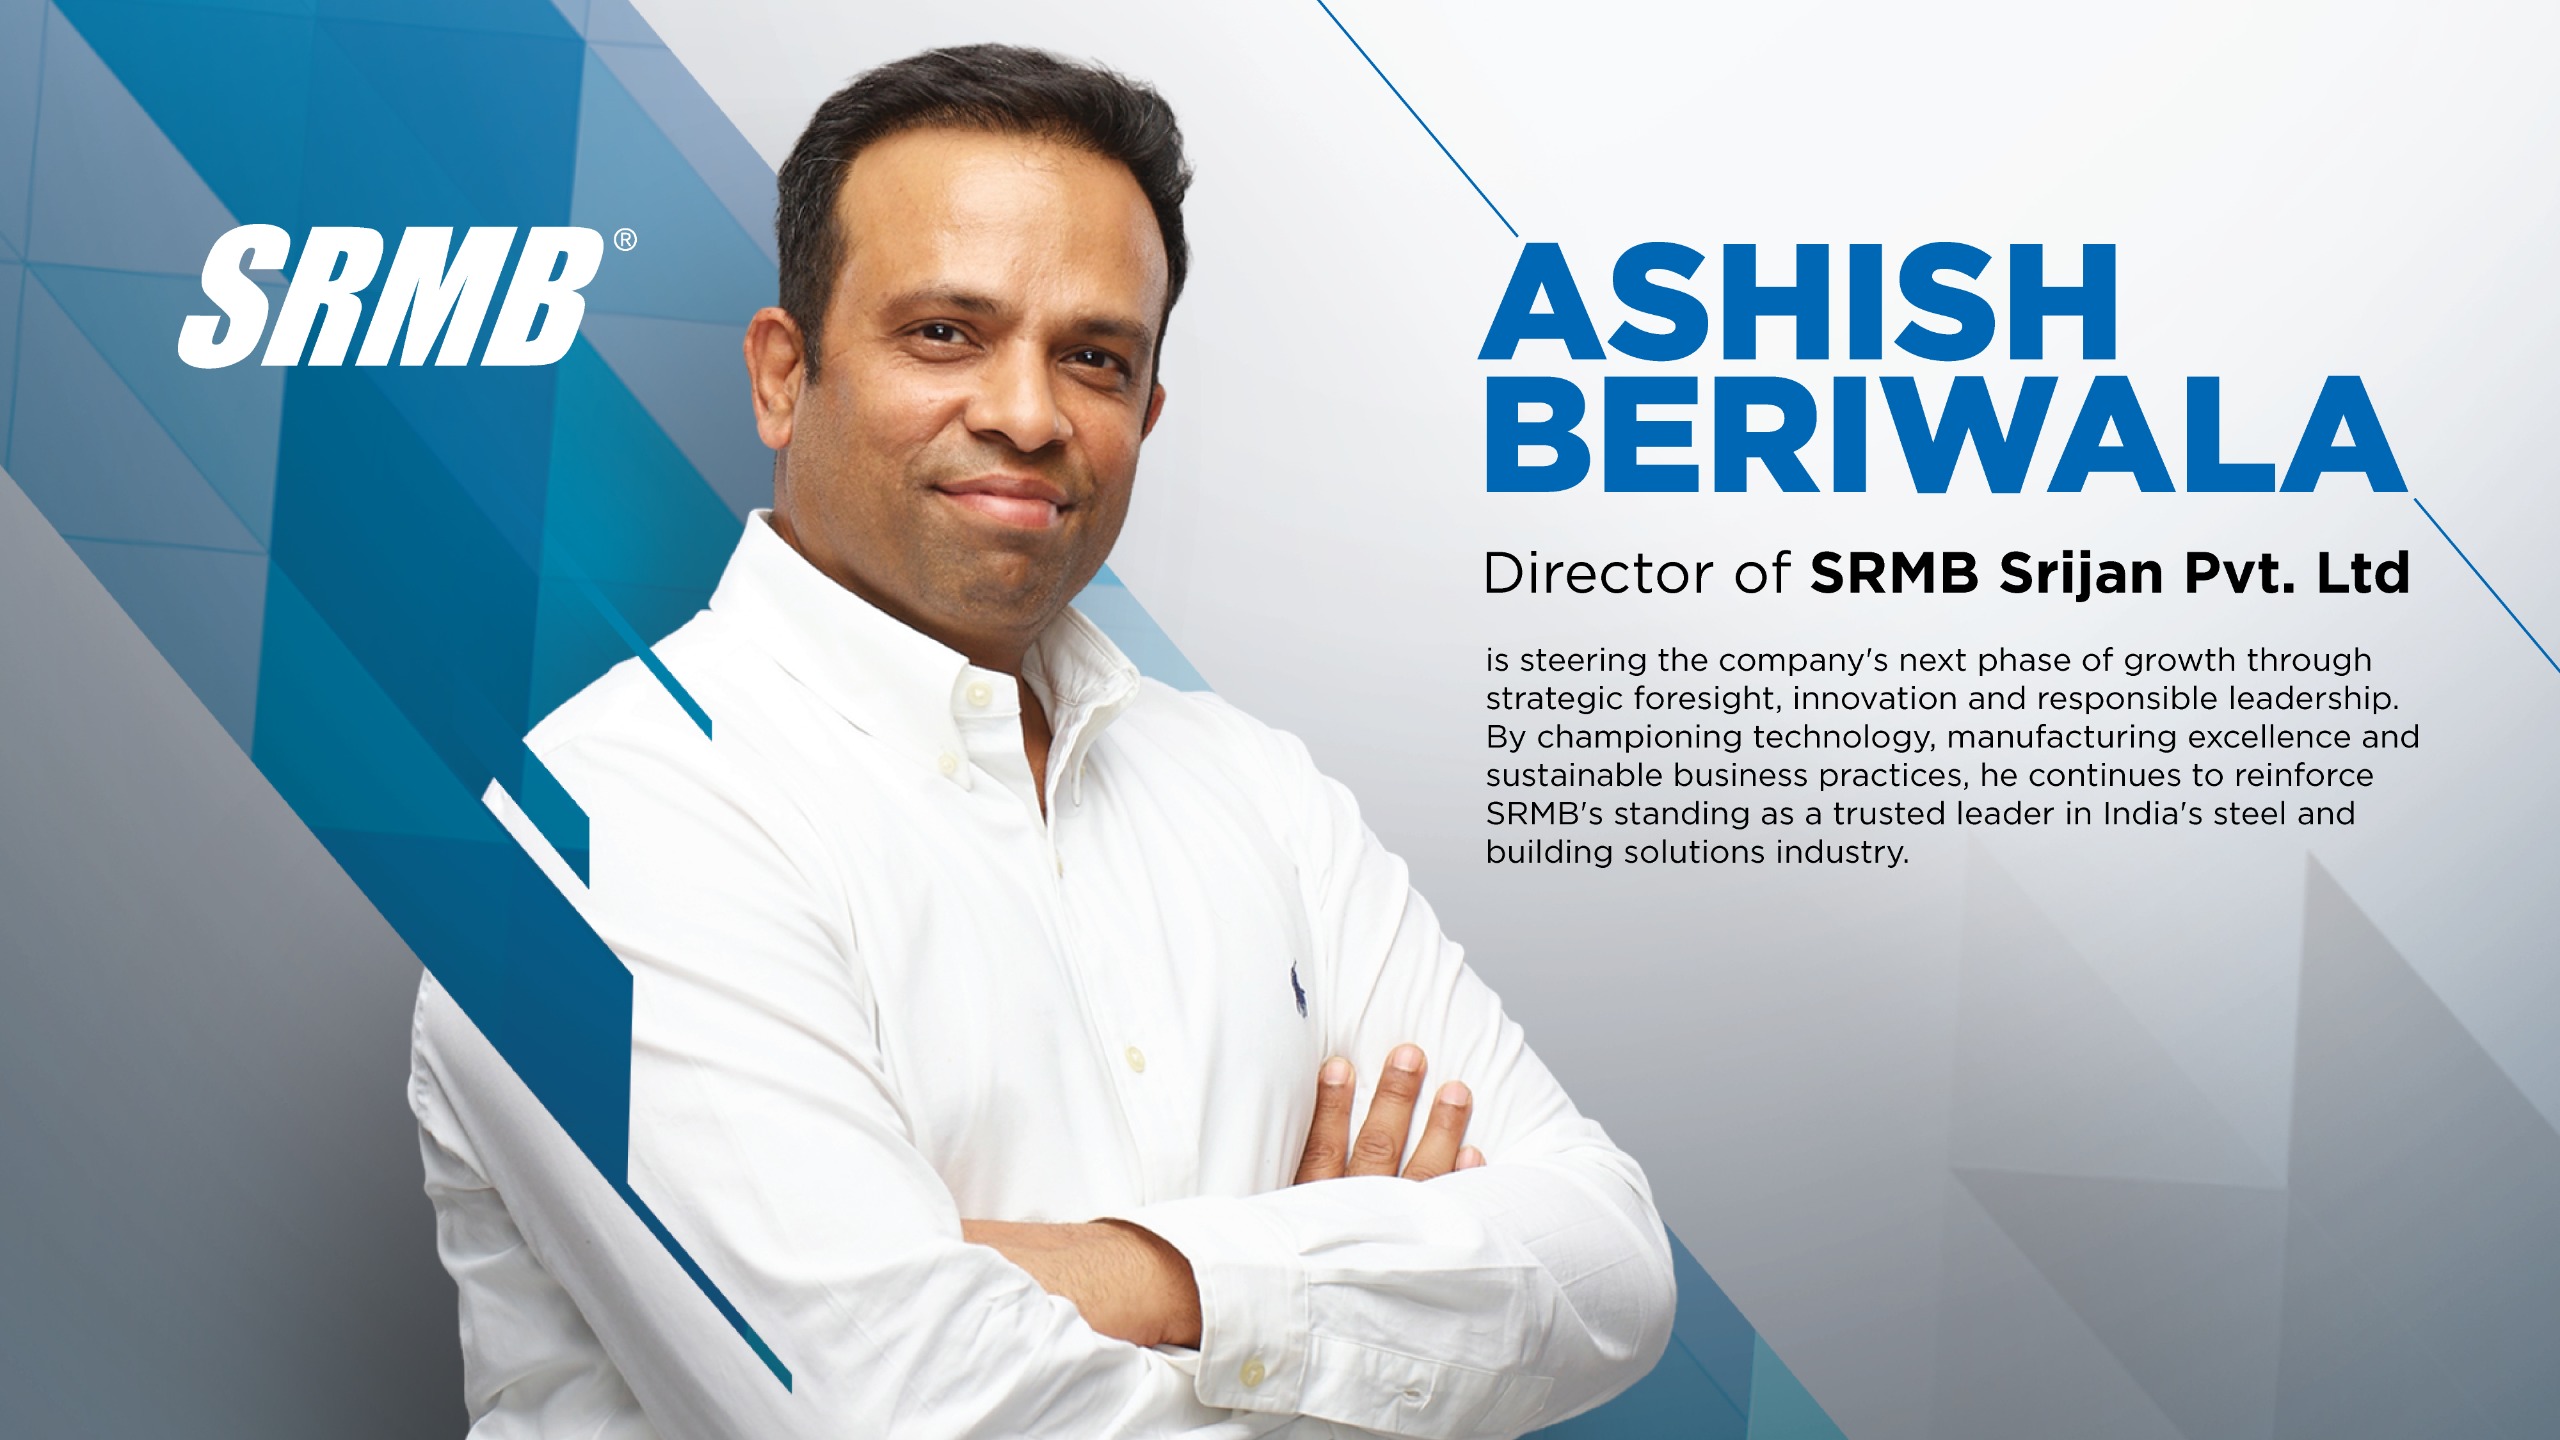 SRMB®
ASHISH
BERIWALA
Director of SRMB Srijan Pvt. Ltd
is steering the company's next phase of growth through
strategic foresight, innovation and responsible leadership.
By championing technology, manufacturing excellence and
sustainable business practices, he continues to reinforce
SRMB's standing as a trusted leader in India's steel and
building solutions industry.